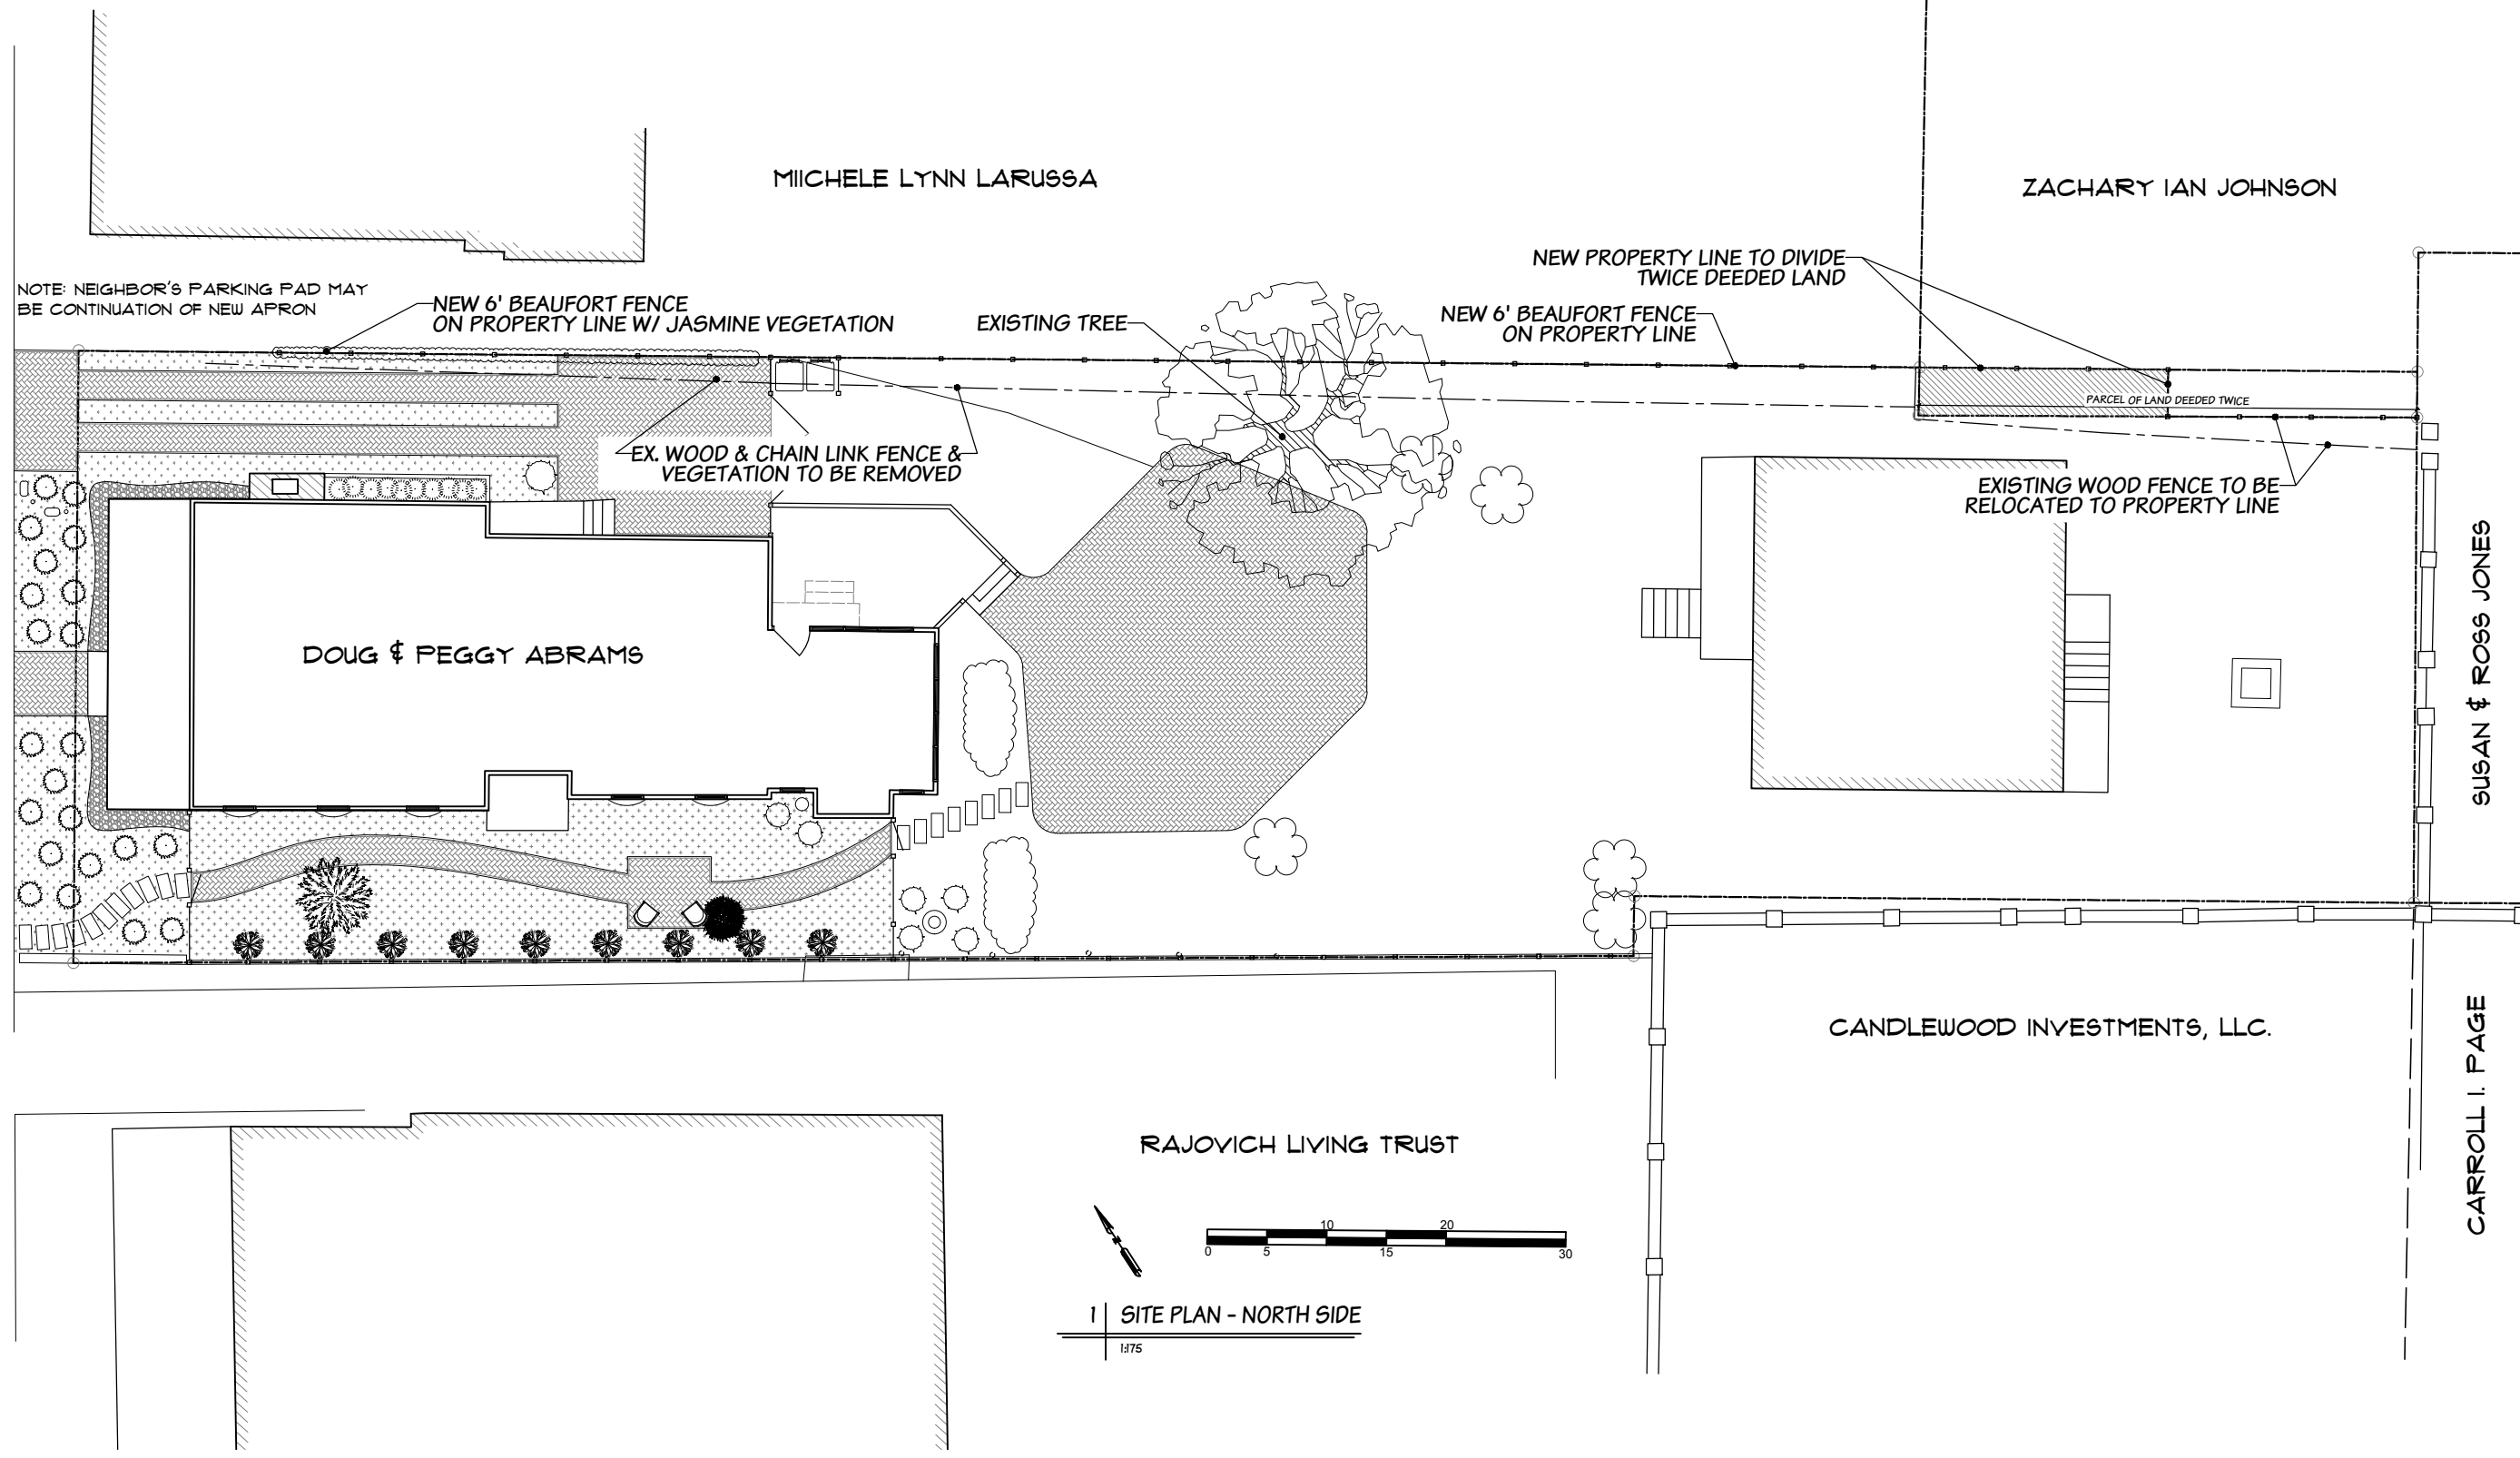 MIICHELE LYNN LARUSSA
ZACHARY IAN JOHNSON
NEW PROPERTY LINE TO DIVIDE
TWICE DEEDED LAND
NOTE: NEIGHBOR'S PARKING PAD MAY
BE CONTINUATION OF NEW APRON
NEW 6' BEAUFORT FENCE
ON PROPERTY LINE W/ JASMINE VEGETATION
EXISTING TREE
NEW 6' BEAUFORT FENCE
ON PROPERTY LINE
PARCEL OF LAND DEEDED TWICE
EX. WOOD & CHAIN LINK FENCE &
VEGETATION TO BE REMOVED
EXISTING WOOD FENCE TO BE
RELOCATED TO PROPERTY LINE
DOUG & PEGGY ABRAMS
SUSAN & ROSS JONES
CANDLEWOOD INVESTMENTS, LLC.
CARROLL I. PAGE
RAJOVICH LIVING TRUST
N
10 20
0 5 15 30
1 SITE PLAN - NORTH SIDE
1:175